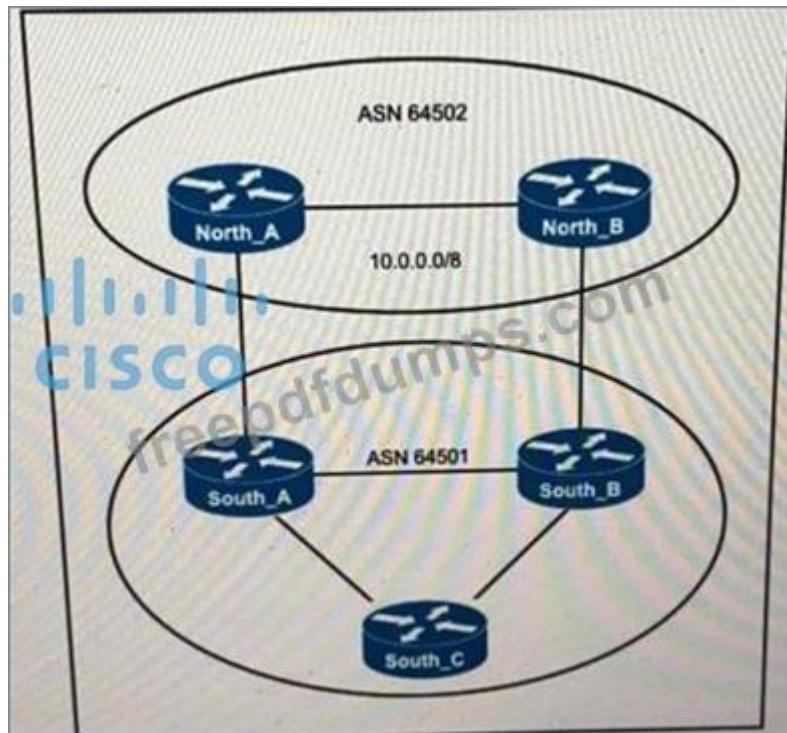 ASN 64502
North_A
North_B
10.0.0.0/8
CISCO
freepdfdumps.com
ASN 64501
South_A
South_B
South_C